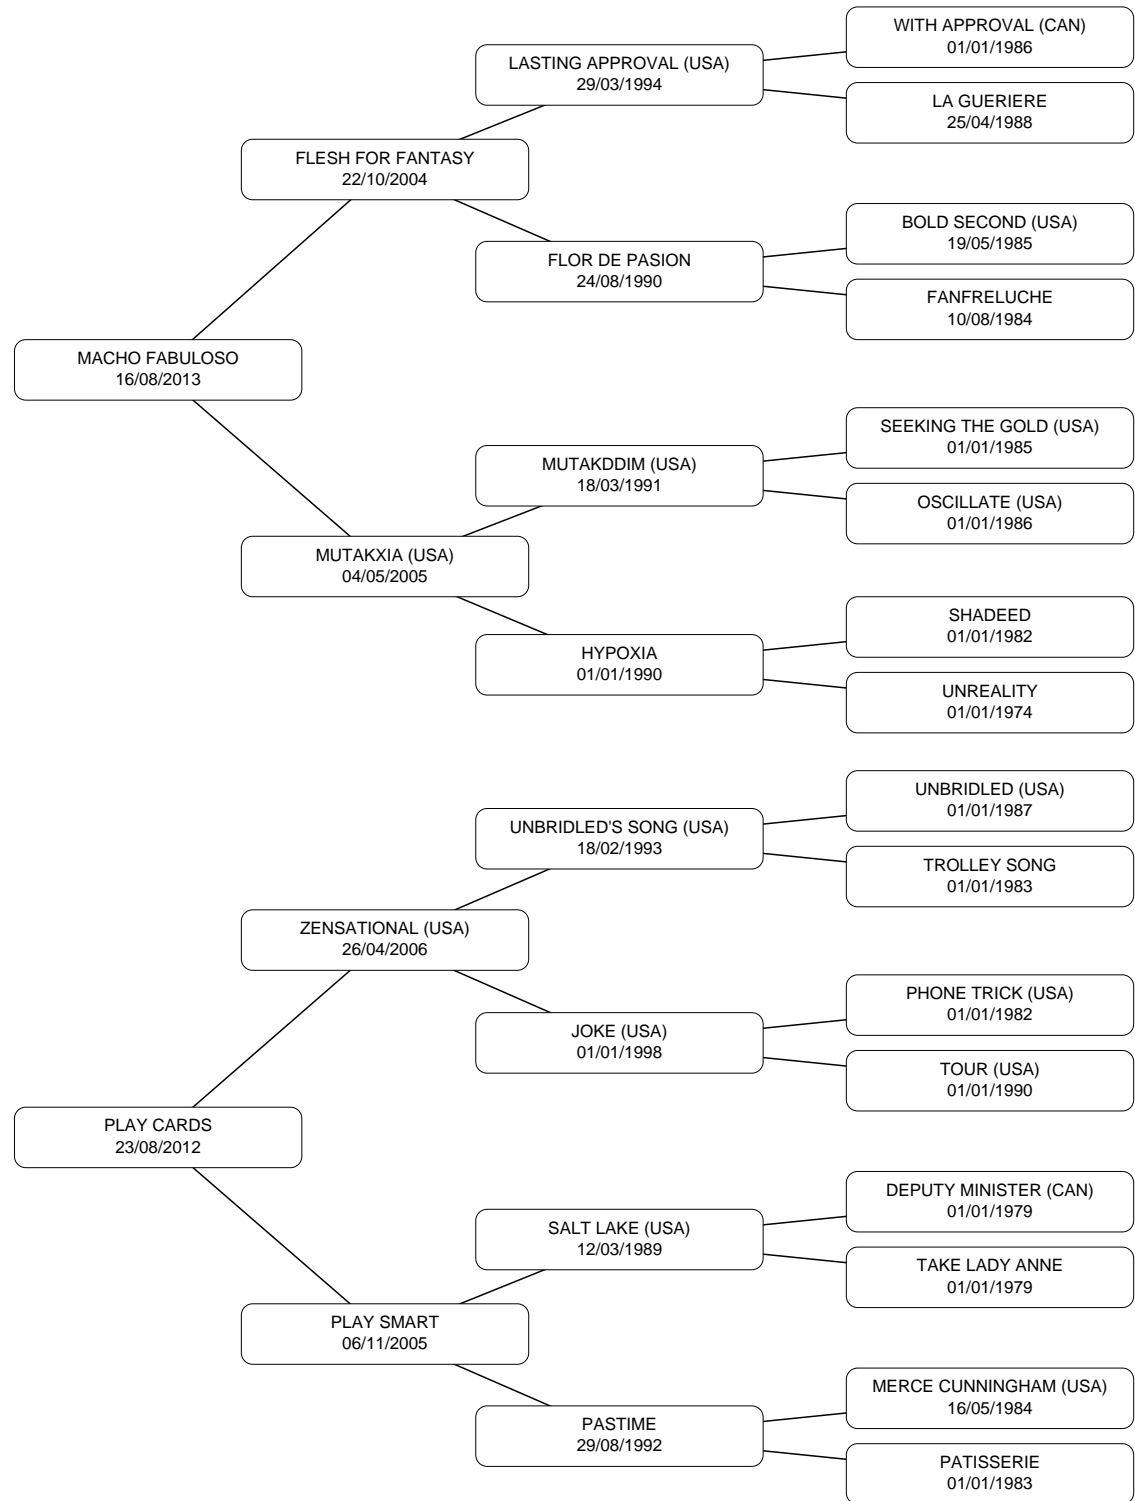 WITH APPROVAL (CAN)
01/01/1986
LASTING APPROVAL (USA)
29/03/1994
LA GUERIERE
25/04/1988
FLESH FOR FANTASY
22/10/2004
BOLD SECOND (USA)
19/05/1985
FLOR DE PASION
24/08/1990
FANFRELUCHE
10/08/1984
MACHO FABULOSO
16/08/2013
SEEKING THE GOLD (USA)
01/01/1985
MUTAKDDIM (USA)
18/03/1991
OSCILLATE (USA)
01/01/1986
MUTAKXIA (USA)
04/05/2005
SHADEED
01/01/1982
HYPOXIA
01/01/1990
UNREALITY
01/01/1974
UNBRIDLED (USA)
01/01/1987
UNBRIDLED'S SONG (USA)
18/02/1993
TROLLEY SONG
01/01/1983
ZENSATIONAL (USA)
26/04/2006
PHONE TRICK (USA)
01/01/1982
JOKE (USA)
01/01/1998
TOUR (USA)
01/01/1990
PLAY CARDS
23/08/2012
DEPUTY MINISTER (CAN)
01/01/1979
SALT LAKE (USA)
12/03/1989
TAKE LADY ANNE
01/01/1979
PLAY SMART
06/11/2005
MERCE CUNNINGHAM (USA)
16/05/1984
PASTIME
29/08/1992
PATISSERIE
01/01/1983